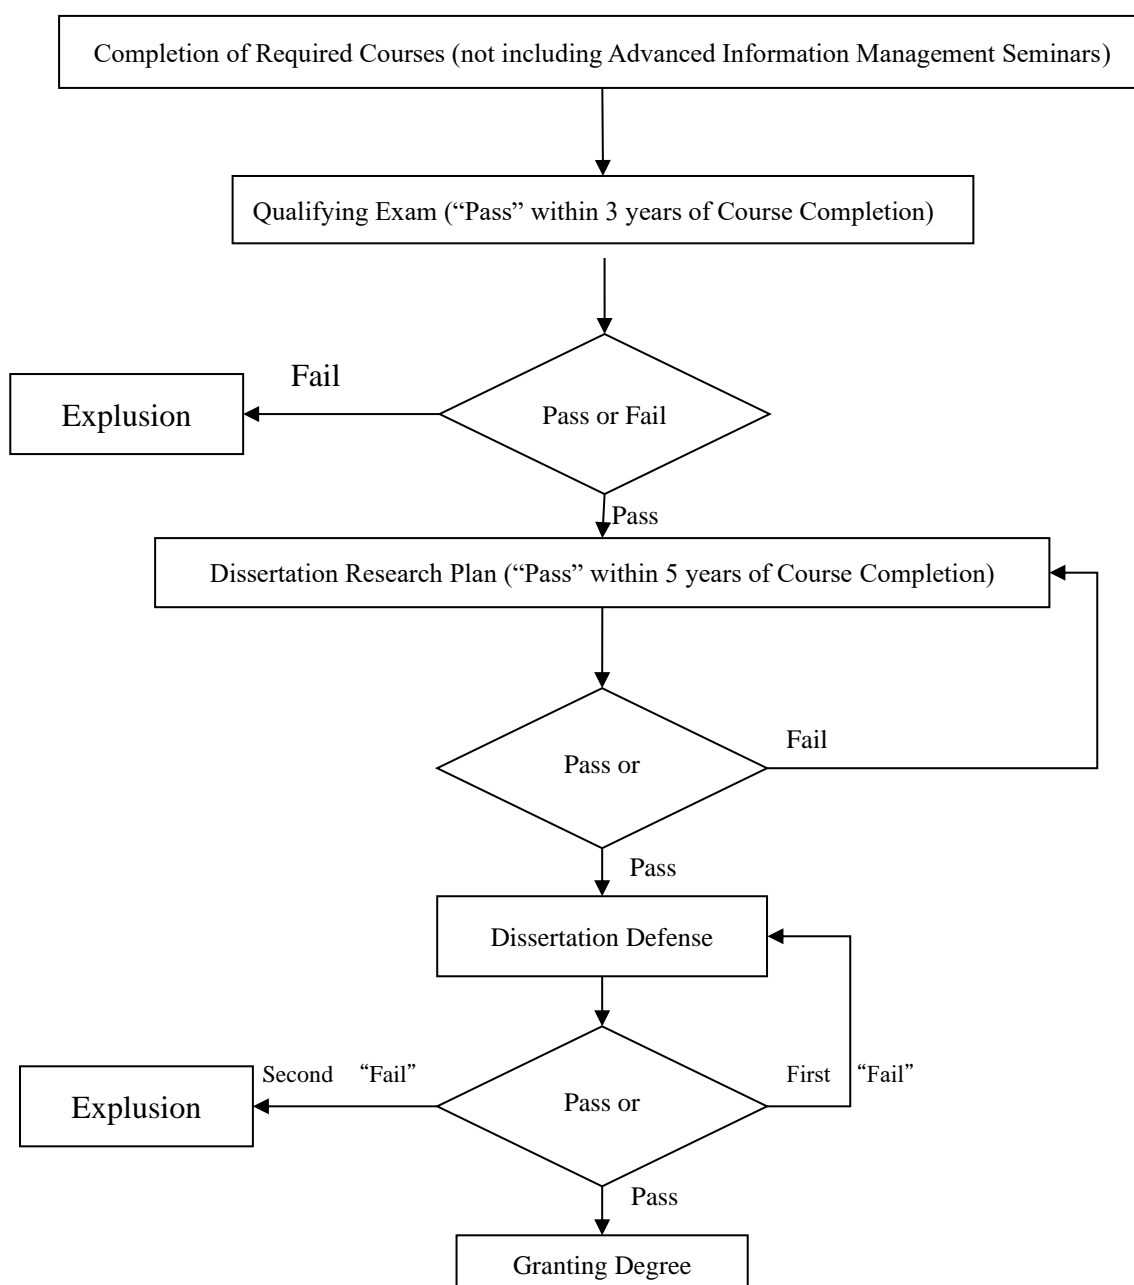 Completion of Required Courses (not including Advanced Information Management Seminars)
Qualifying Exam (“Pass” within 3 years of Course Completion)
Fail
Explusion
Pass or Fail
Pass
Dissertation Research Plan (“Pass” within 5 years of Course Completion)
Fail
Pass or
Pass
Dissertation Defense
Second “Fail”
First “Fail”
Explusion
Pass or
Pass
Granting Degree